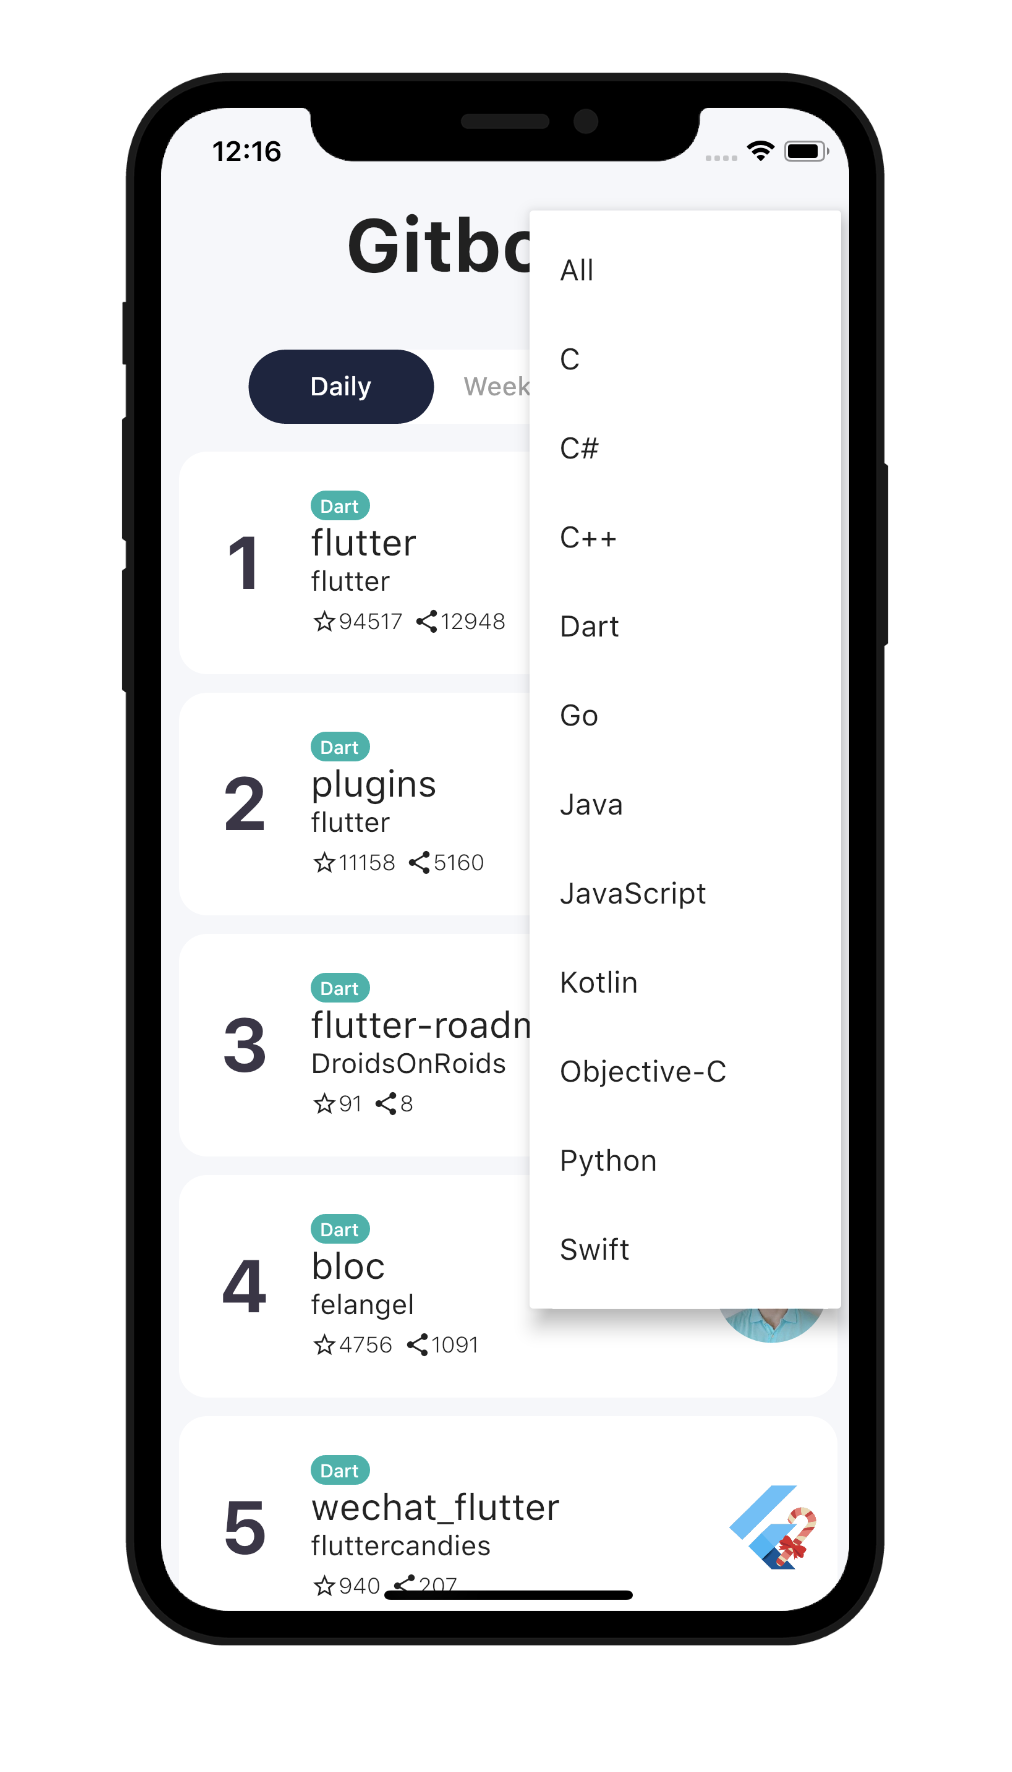 12:16
Gitb
Daily
Week
1
Dart
flutter
flutter
94517 12948
2
Dart
plugins
flutter
11158 5160
3
Dart
flutter-road
DroidsOnRoids
91 8
4
Dart
bloc
felangel
4756 1091
5
Dart
wechat_flutter
fluttercandies
940 207
All
C
C#
C++
Dart
Go
Java
JavaScript
Kotlin
Objective-C
Python
Swift